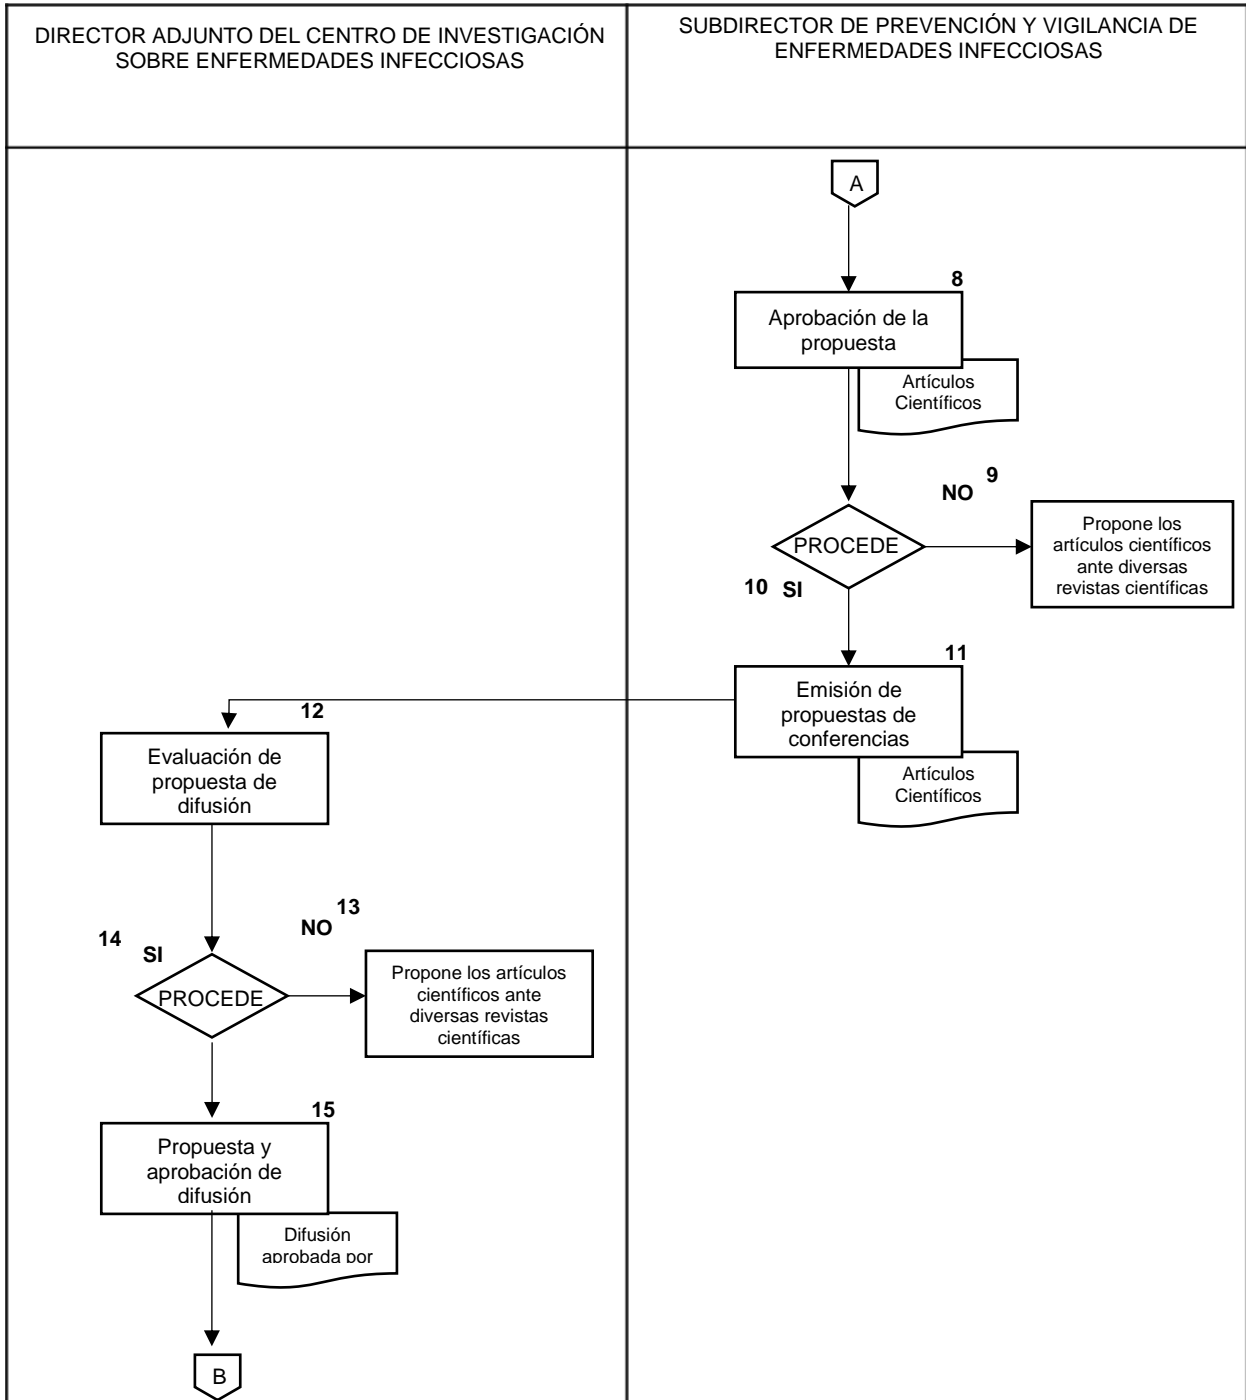 DIRECTOR ADJUNTO DEL CENTRO DE INVESTIGACIÓN
SOBRE ENFERMEDADES INFECCIOSAS
SUBDIRECTOR DE PREVENCIÓN Y VIGILANCIA DE
ENFERMEDADES INFECCIOSAS
A
8
Aprobación de la
propuesta
Artículos
Científicos
9
NO
PROCEDE
Propone los
artículos científicos
ante diversas
revistas científicas
10 SI
11
Emisión de
propuestas de
conferencias
Artículos
Científicos
12
Evaluación de
propuesta de
difusión
13
NO
14
SI
PROCEDE
Propone los artículos
científicos ante
diversas revistas
científicas
15
Propuesta y
aprobación de
difusión
Difusión
aprobada por
B